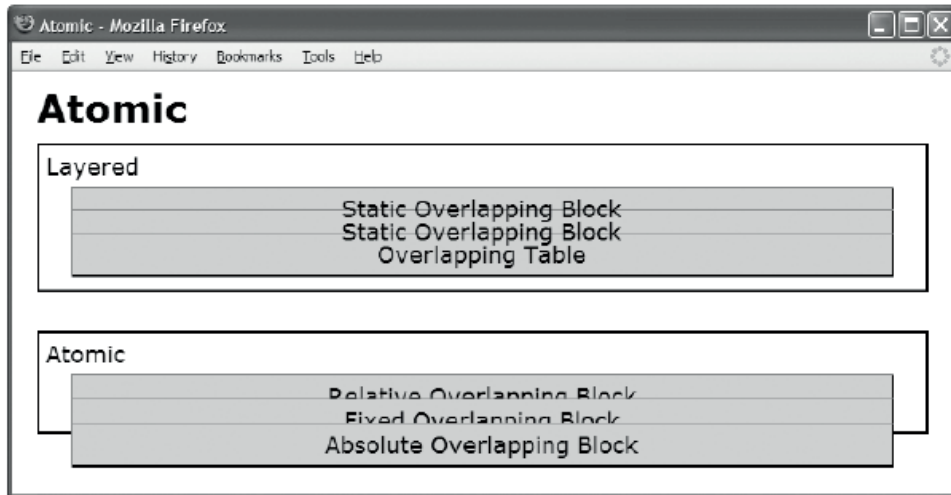 Atomic - Mozilla Firefox
File Edit View History Bookmarks Tools Help
Atomic
Layered
Static Overlapping Block
Static Overlapping Block
Overlapping Table
Atomic
Relative Overlapping Block
Fixed Overlapping Block
Absolute Overlapping Block